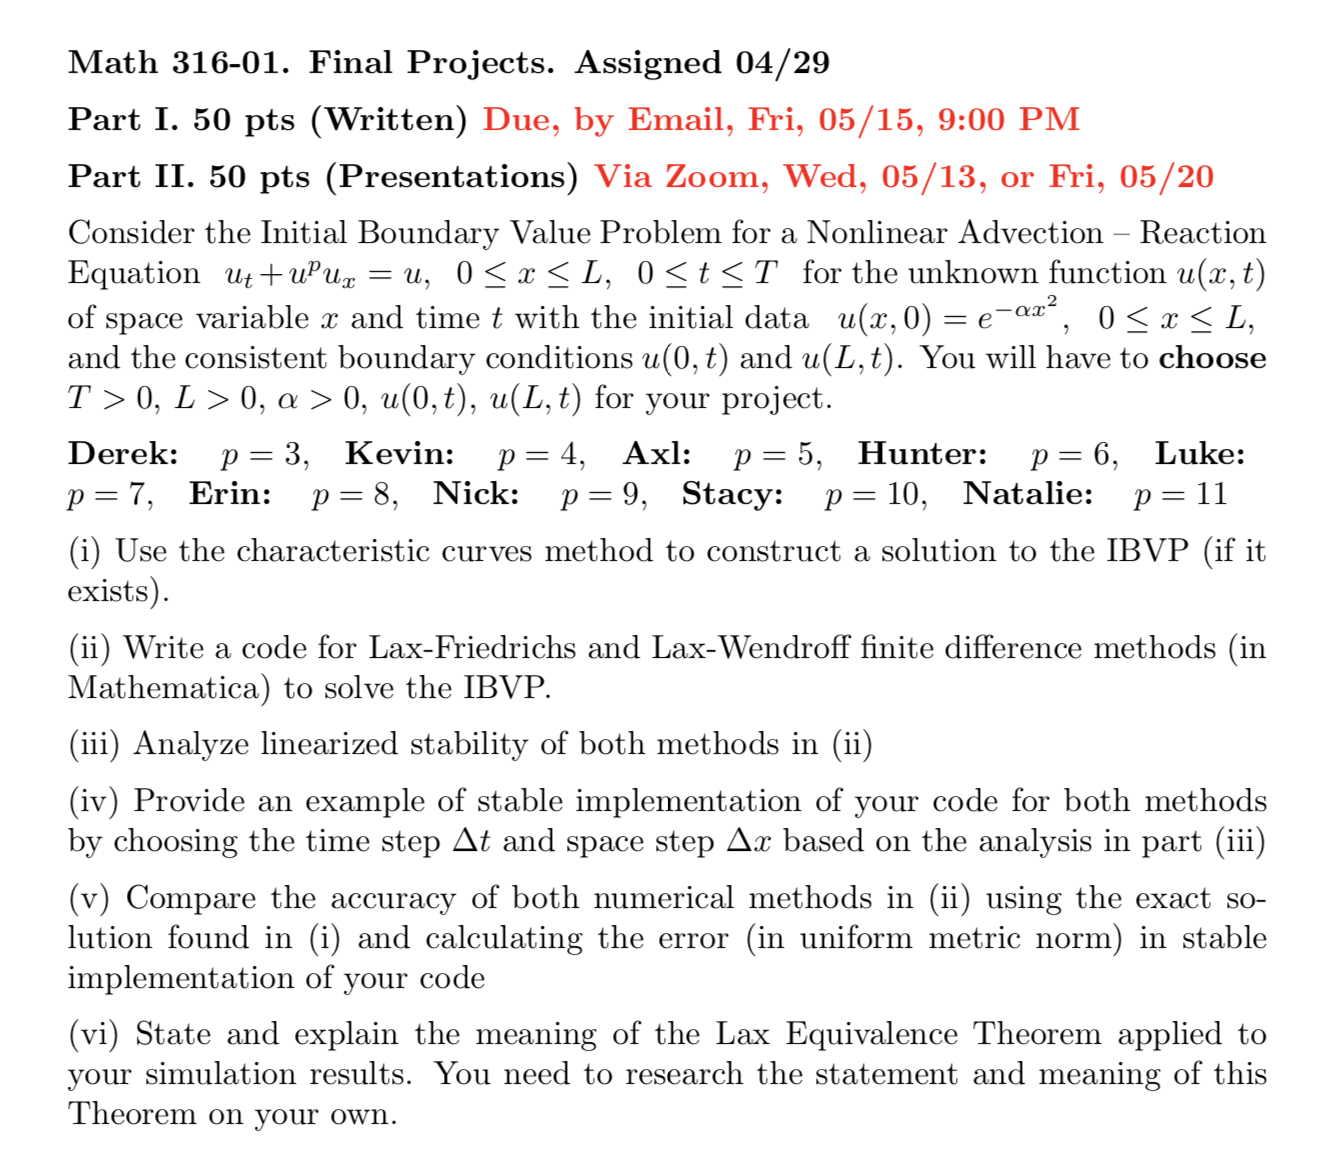 Math 316-01. Final Projects. Assigned 04/29
Part I. 50 pts (Written) Due, by Email, Fri, 05/15, 9:00 PM
Part II. 50 pts (Presentations) Via Zoom, Wed, 05/13, or Fri, 05/20
Consider the Initial Boundary Value Problem for a Nonlinear Advection – Reaction
Equation u_t + u^p u_x = u, 0 ≤ x ≤ L, 0 ≤ t ≤ T for the unknown function u(x, t)
of space variable x and time t with the initial data u(x, 0) = e^{−αx^2}, 0 ≤ x ≤ L,
and the consistent boundary conditions u(0, t) and u(L, t). You will have to choose
T > 0, L > 0, α > 0, u(0, t), u(L, t) for your project.
Derek: p = 3, Kevin: p = 4, Axl: p = 5, Hunter: p = 6, Luke:
p = 7, Erin: p = 8, Nick: p = 9, Stacy: p = 10, Natalie: p = 11
(i) Use the characteristic curves method to construct a solution to the IBVP (if it
exists).
(ii) Write a code for Lax-Friedrichs and Lax-Wendroff finite difference methods (in
Mathematica) to solve the IBVP.
(iii) Analyze linearized stability of both methods in (ii)
(iv) Provide an example of stable implementation of your code for both methods
by choosing the time step Δt and space step Δx based on the analysis in part (iii)
(v) Compare the accuracy of both numerical methods in (ii) using the exact so-
lution found in (i) and calculating the error (in uniform metric norm) in stable
implementation of your code
(vi) State and explain the meaning of the Lax Equivalence Theorem applied to
your simulation results. You need to research the statement and meaning of this
Theorem on your own.